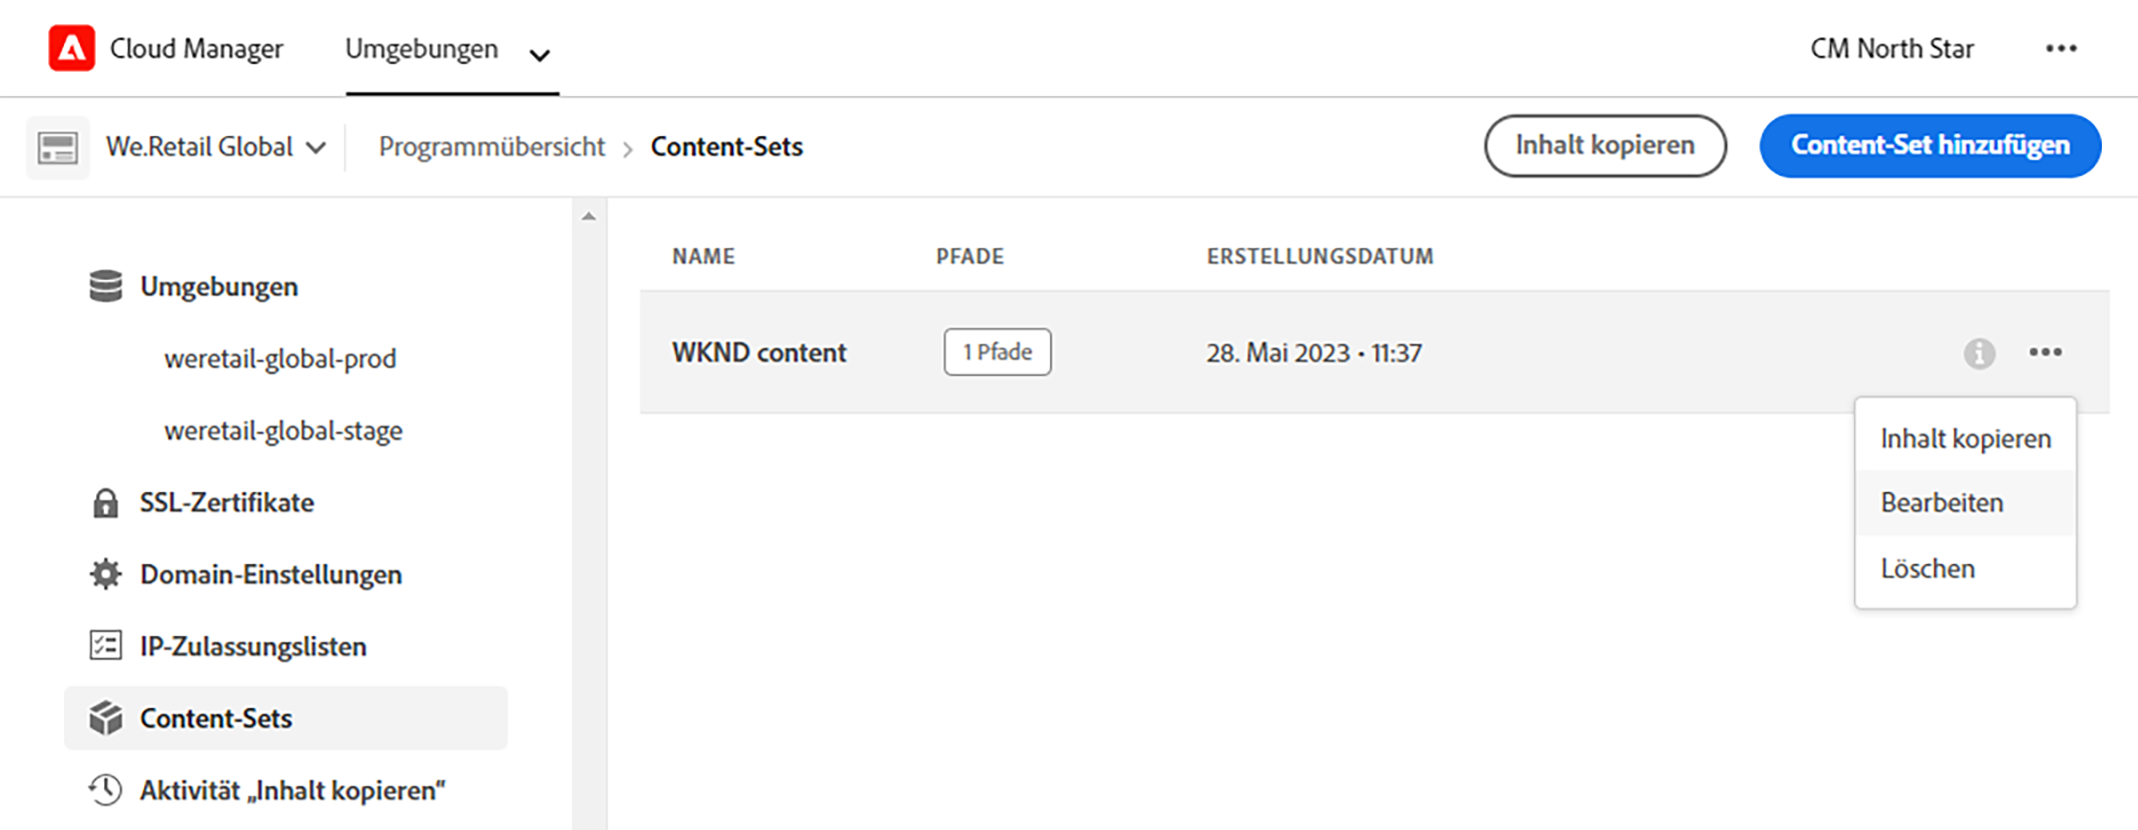 Cloud Manager Umgebungen CM North Star
We.Retail Global Programmübersicht Content-Sets Inhalt kopieren Content-Set hinzufügen
NAME PFADE ERSTELLUNGSDATUM
Umgebungen
WKND content 1 Pfade 28. Mai 2023 • 11:37
weretail-global-prod
weretail-global-stage
SSL-Zertifikate
Domain-Einstellungen
IP-Zulassungslisten
Content-Sets
Aktivität „Inhalt kopieren“
Inhalt kopieren
Bearbeiten
Löschen